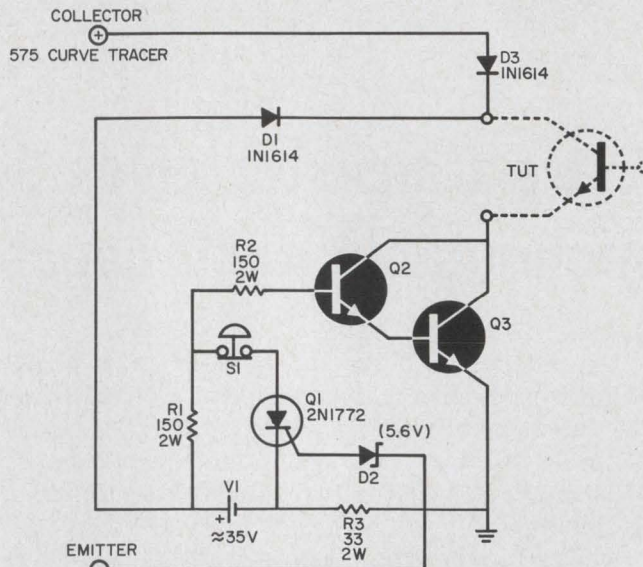 COLLECTOR
+
575 CURVE TRACER
D3
IN1614
D1
IN1614
TUT
R2
150
2W
Q2
Q3
S1
Q1
2N1772
R1
150
2W
(5.6V)
D2
V1
+
≈35V
R3
33
2W
EMITTER